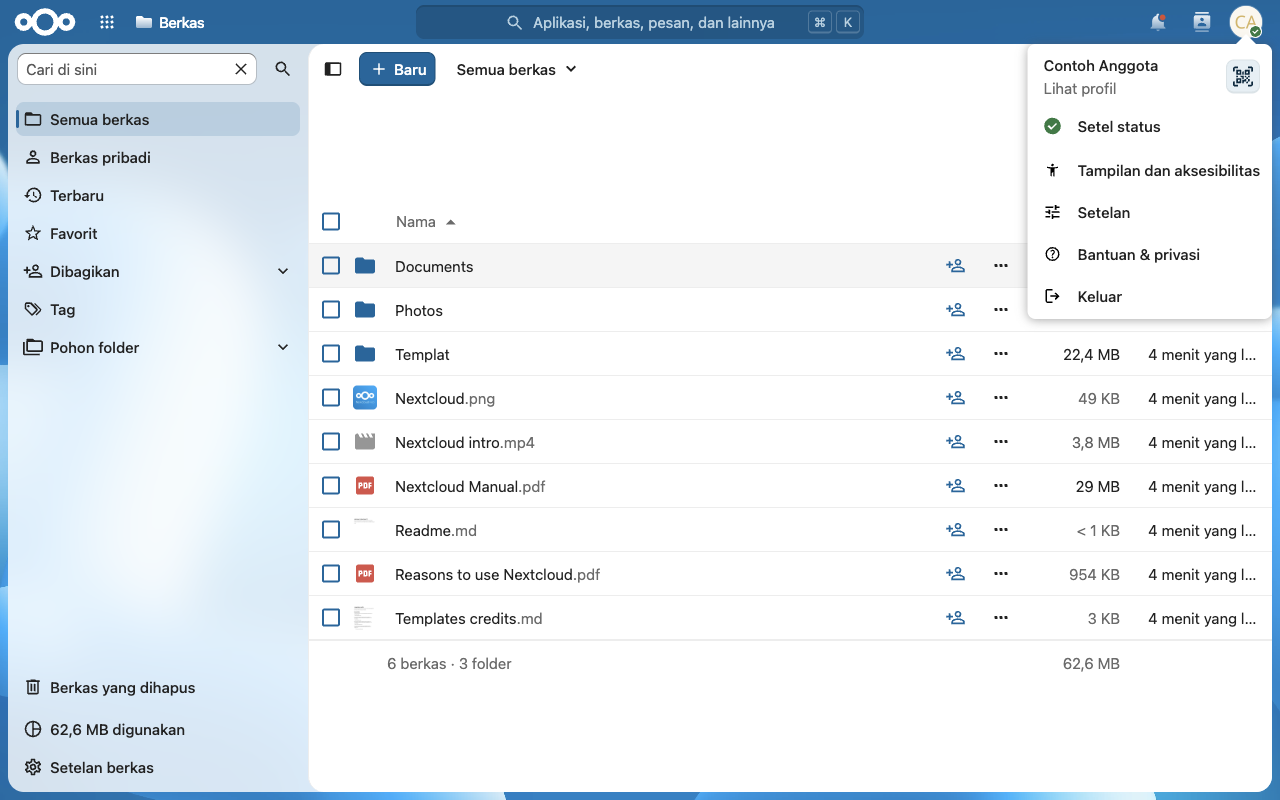 Berkas
Aplikasi, berkas, pesan, dan lainnya
⌘ K
CA
Cari di sini
Semua berkas
Berkas pribadi
Terbaru
Favorit
Dibagikan
Tag
Pohon folder
Berkas yang dihapus
62,6 MB digunakan
Setelan berkas
Baru
Semua berkas
Nama
Documents
Photos
Templat 22,4 MB 4 menit yang l...
Nextcloud.png 49 KB 4 menit yang l...
Nextcloud intro.mp4 3,8 MB 4 menit yang l...
PDF Nextcloud Manual.pdf 29 MB 4 menit yang l...
Readme.md < 1 KB 4 menit yang l...
PDF Reasons to use Nextcloud.pdf 954 KB 4 menit yang l...
Templates credits.md 3 KB 4 menit yang l...
6 berkas · 3 folder 62,6 MB
Contoh Anggota
Lihat profil
Setel status
Tampilan dan aksesibilitas
Setelan
Bantuan & privasi
Keluar